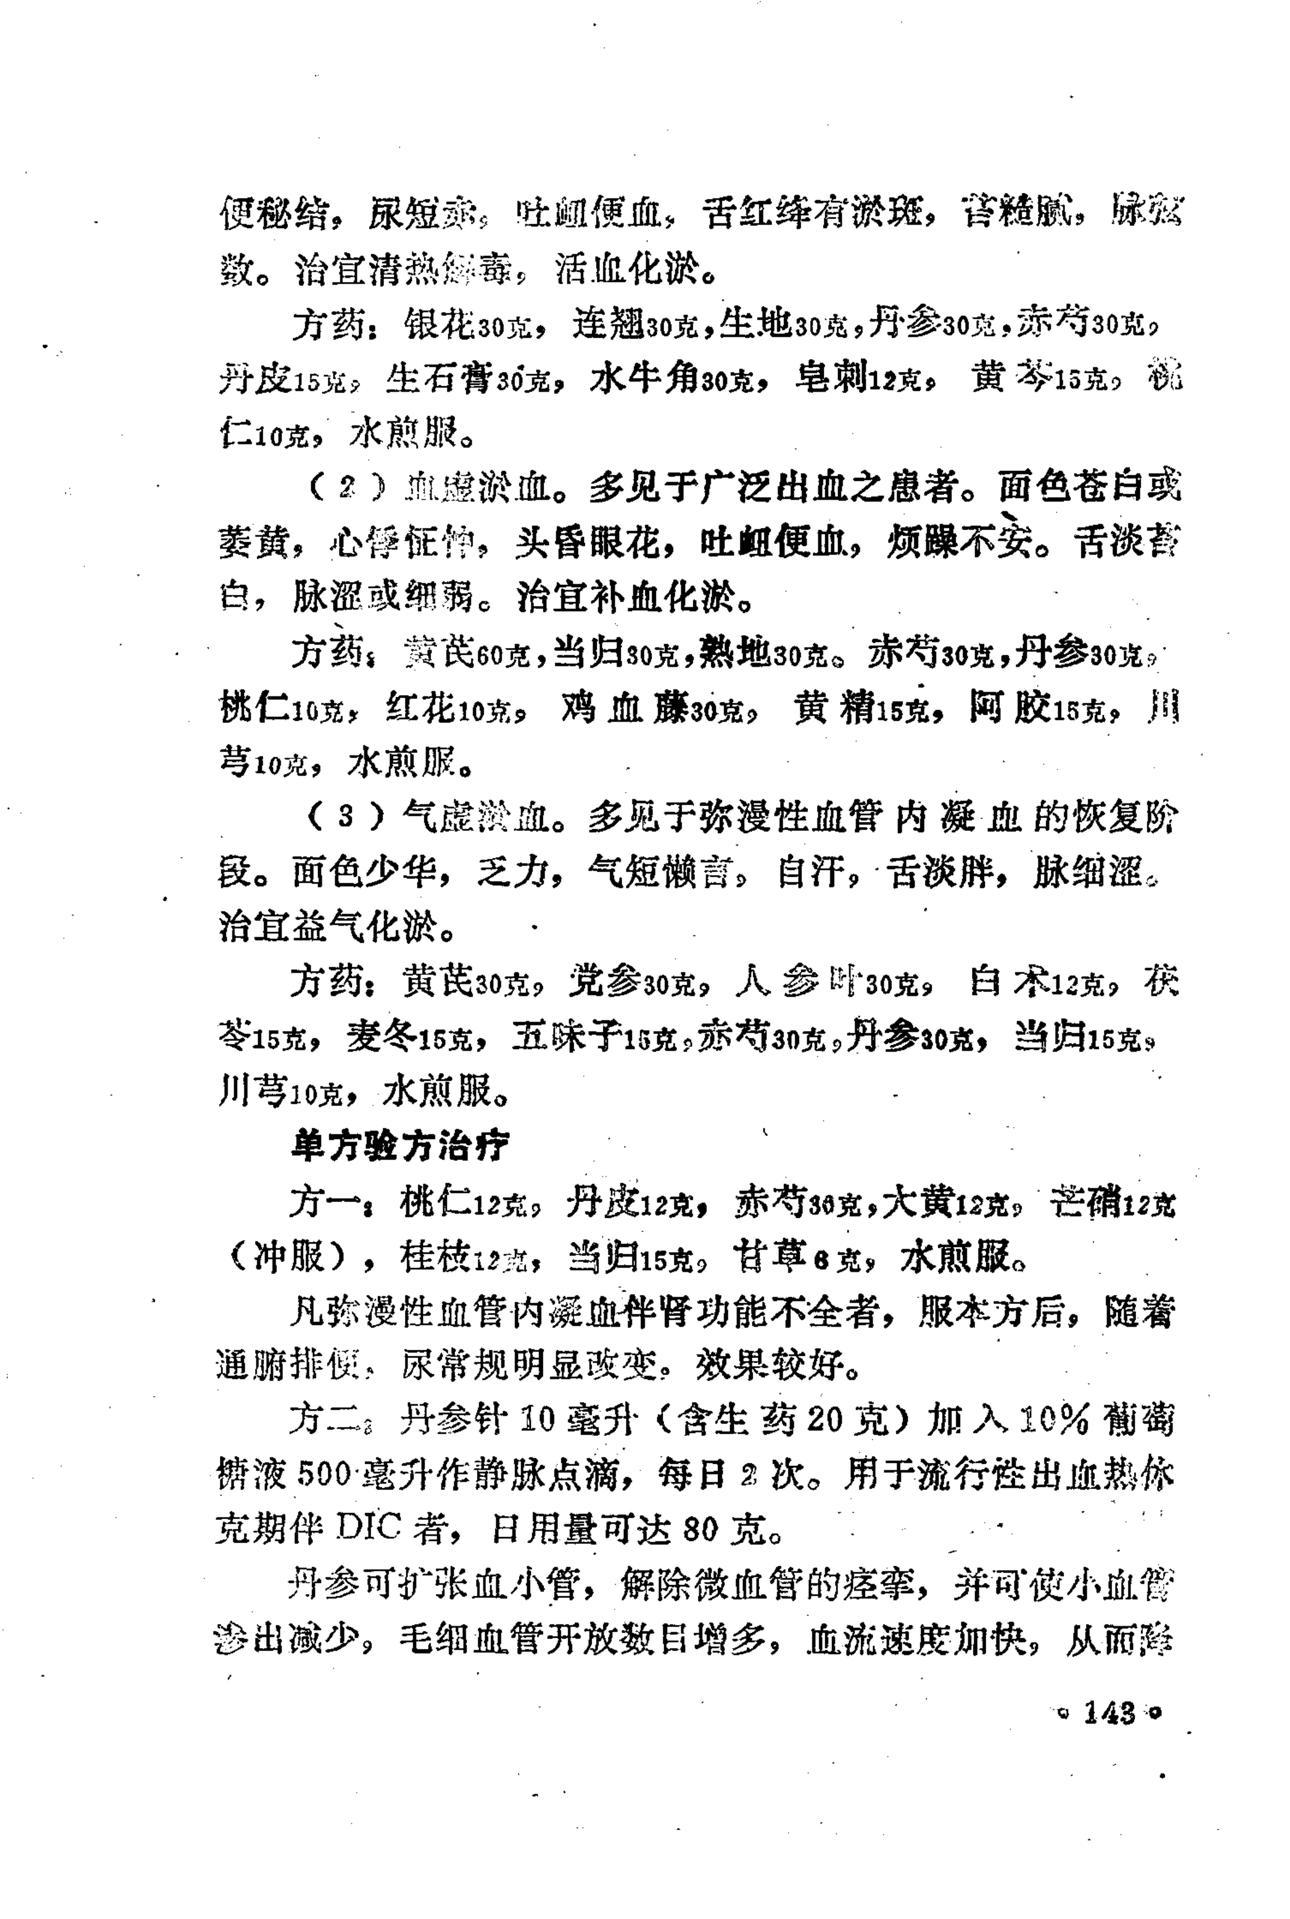 便秘结，尿短赤，吐衄便血，舌红绛有淤斑，苔糙腻，脉弦
数。治宜清热解毒，活血化淤。
方药：银花30克，连翘30克，生地30克，丹参30克，赤芍30克，
丹皮15克，生石膏30克，水牛角30克，皂刺12克，黄芩15克，桃
仁10克，水煎服。
（2）血虚淤血。多见于广泛出血之患者。面色苍白或
萎黄，心悸怔忡，头昏眼花，吐衄便血，烦躁不安。舌淡苔
白，脉涩或细弱。治宜补血化淤。
方药：黄芪60克，当归30克，熟地30克。赤芍30克，丹参30克，
桃仁10克，红花10克，鸡血藤30克，黄精15克，阿胶15克，川
芎10克，水煎服。
（3）气虚淤血。多见于弥漫性血管内凝血的恢复阶
段。面色少华，乏力，气短懒言，自汗，舌淡胖，脉细涩。
治宜益气化淤。
方药：黄芪30克，党参30克，人参叶30克，白术12克，茯
苓15克，麦冬15克，五味子15克，赤芍30克，丹参30克，当归15克，
川芎10克，水煎服。
单方验方治疗
方一：桃仁12克，丹皮12克，赤芍30克，大黄12克，芒硝12克
（冲服），桂枝12克，当归15克，甘草6克，水煎服。
凡弥漫性血管内凝血伴肾功能不全者，服本方后，随着
通腑排便，尿常规明显改变，效果较好。
方二：丹参针10毫升（含生药20克）加入10%葡萄
糖液500毫升作静脉点滴，每日2次。用于流行性出血热休
克期伴DIC者，日用量可达80克。
丹参可扩张血小管，解除微血管的痉挛，并可使小血管
渗出减少，毛细血管开放数目增多，血流速度加快，从而降
·143·